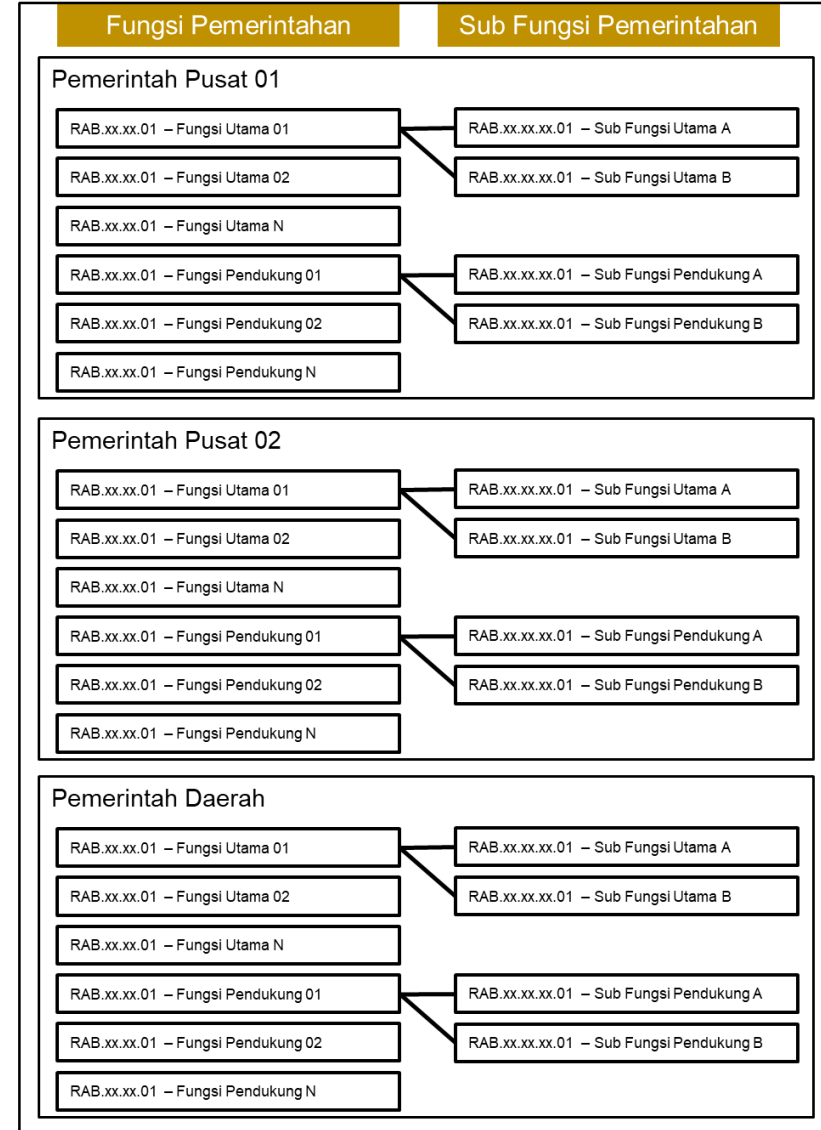 Fungsi Pemerintahan
Sub Fungsi Pemerintahan
Pemerintah Pusat 01
RAB.xx.xx.01 – Fungsi Utama 01
RAB.xx.xx.xx.01 – Sub Fungsi Utama A
RAB.xx.xx.01 – Fungsi Utama 02
RAB.xx.xx.xx.01 – Sub Fungsi Utama B
RAB.xx.xx.01 – Fungsi Utama N
RAB.xx.xx.01 – Fungsi Pendukung 01
RAB.xx.xx.xx.01 – Sub Fungsi Pendukung A
RAB.xx.xx.01 – Fungsi Pendukung 02
RAB.xx.xx.xx.01 – Sub Fungsi Pendukung B
RAB.xx.xx.01 – Fungsi Pendukung N
Pemerintah Pusat 02
RAB.xx.xx.01 – Fungsi Utama 01
RAB.xx.xx.xx.01 – Sub Fungsi Utama A
RAB.xx.xx.01 – Fungsi Utama 02
RAB.xx.xx.xx.01 – Sub Fungsi Utama B
RAB.xx.xx.01 – Fungsi Utama N
RAB.xx.xx.01 – Fungsi Pendukung 01
RAB.xx.xx.xx.01 – Sub Fungsi Pendukung A
RAB.xx.xx.01 – Fungsi Pendukung 02
RAB.xx.xx.xx.01 – Sub Fungsi Pendukung B
RAB.xx.xx.01 – Fungsi Pendukung N
Pemerintah Daerah
RAB.xx.xx.01 – Fungsi Utama 01
RAB.xx.xx.xx.01 – Sub Fungsi Utama A
RAB.xx.xx.01 – Fungsi Utama 02
RAB.xx.xx.xx.01 – Sub Fungsi Utama B
RAB.xx.xx.01 – Fungsi Utama N
RAB.xx.xx.01 – Fungsi Pendukung 01
RAB.xx.xx.xx.01 – Sub Fungsi Pendukung A
RAB.xx.xx.01 – Fungsi Pendukung 02
RAB.xx.xx.xx.01 – Sub Fungsi Pendukung B
RAB.xx.xx.01 – Fungsi Pendukung N